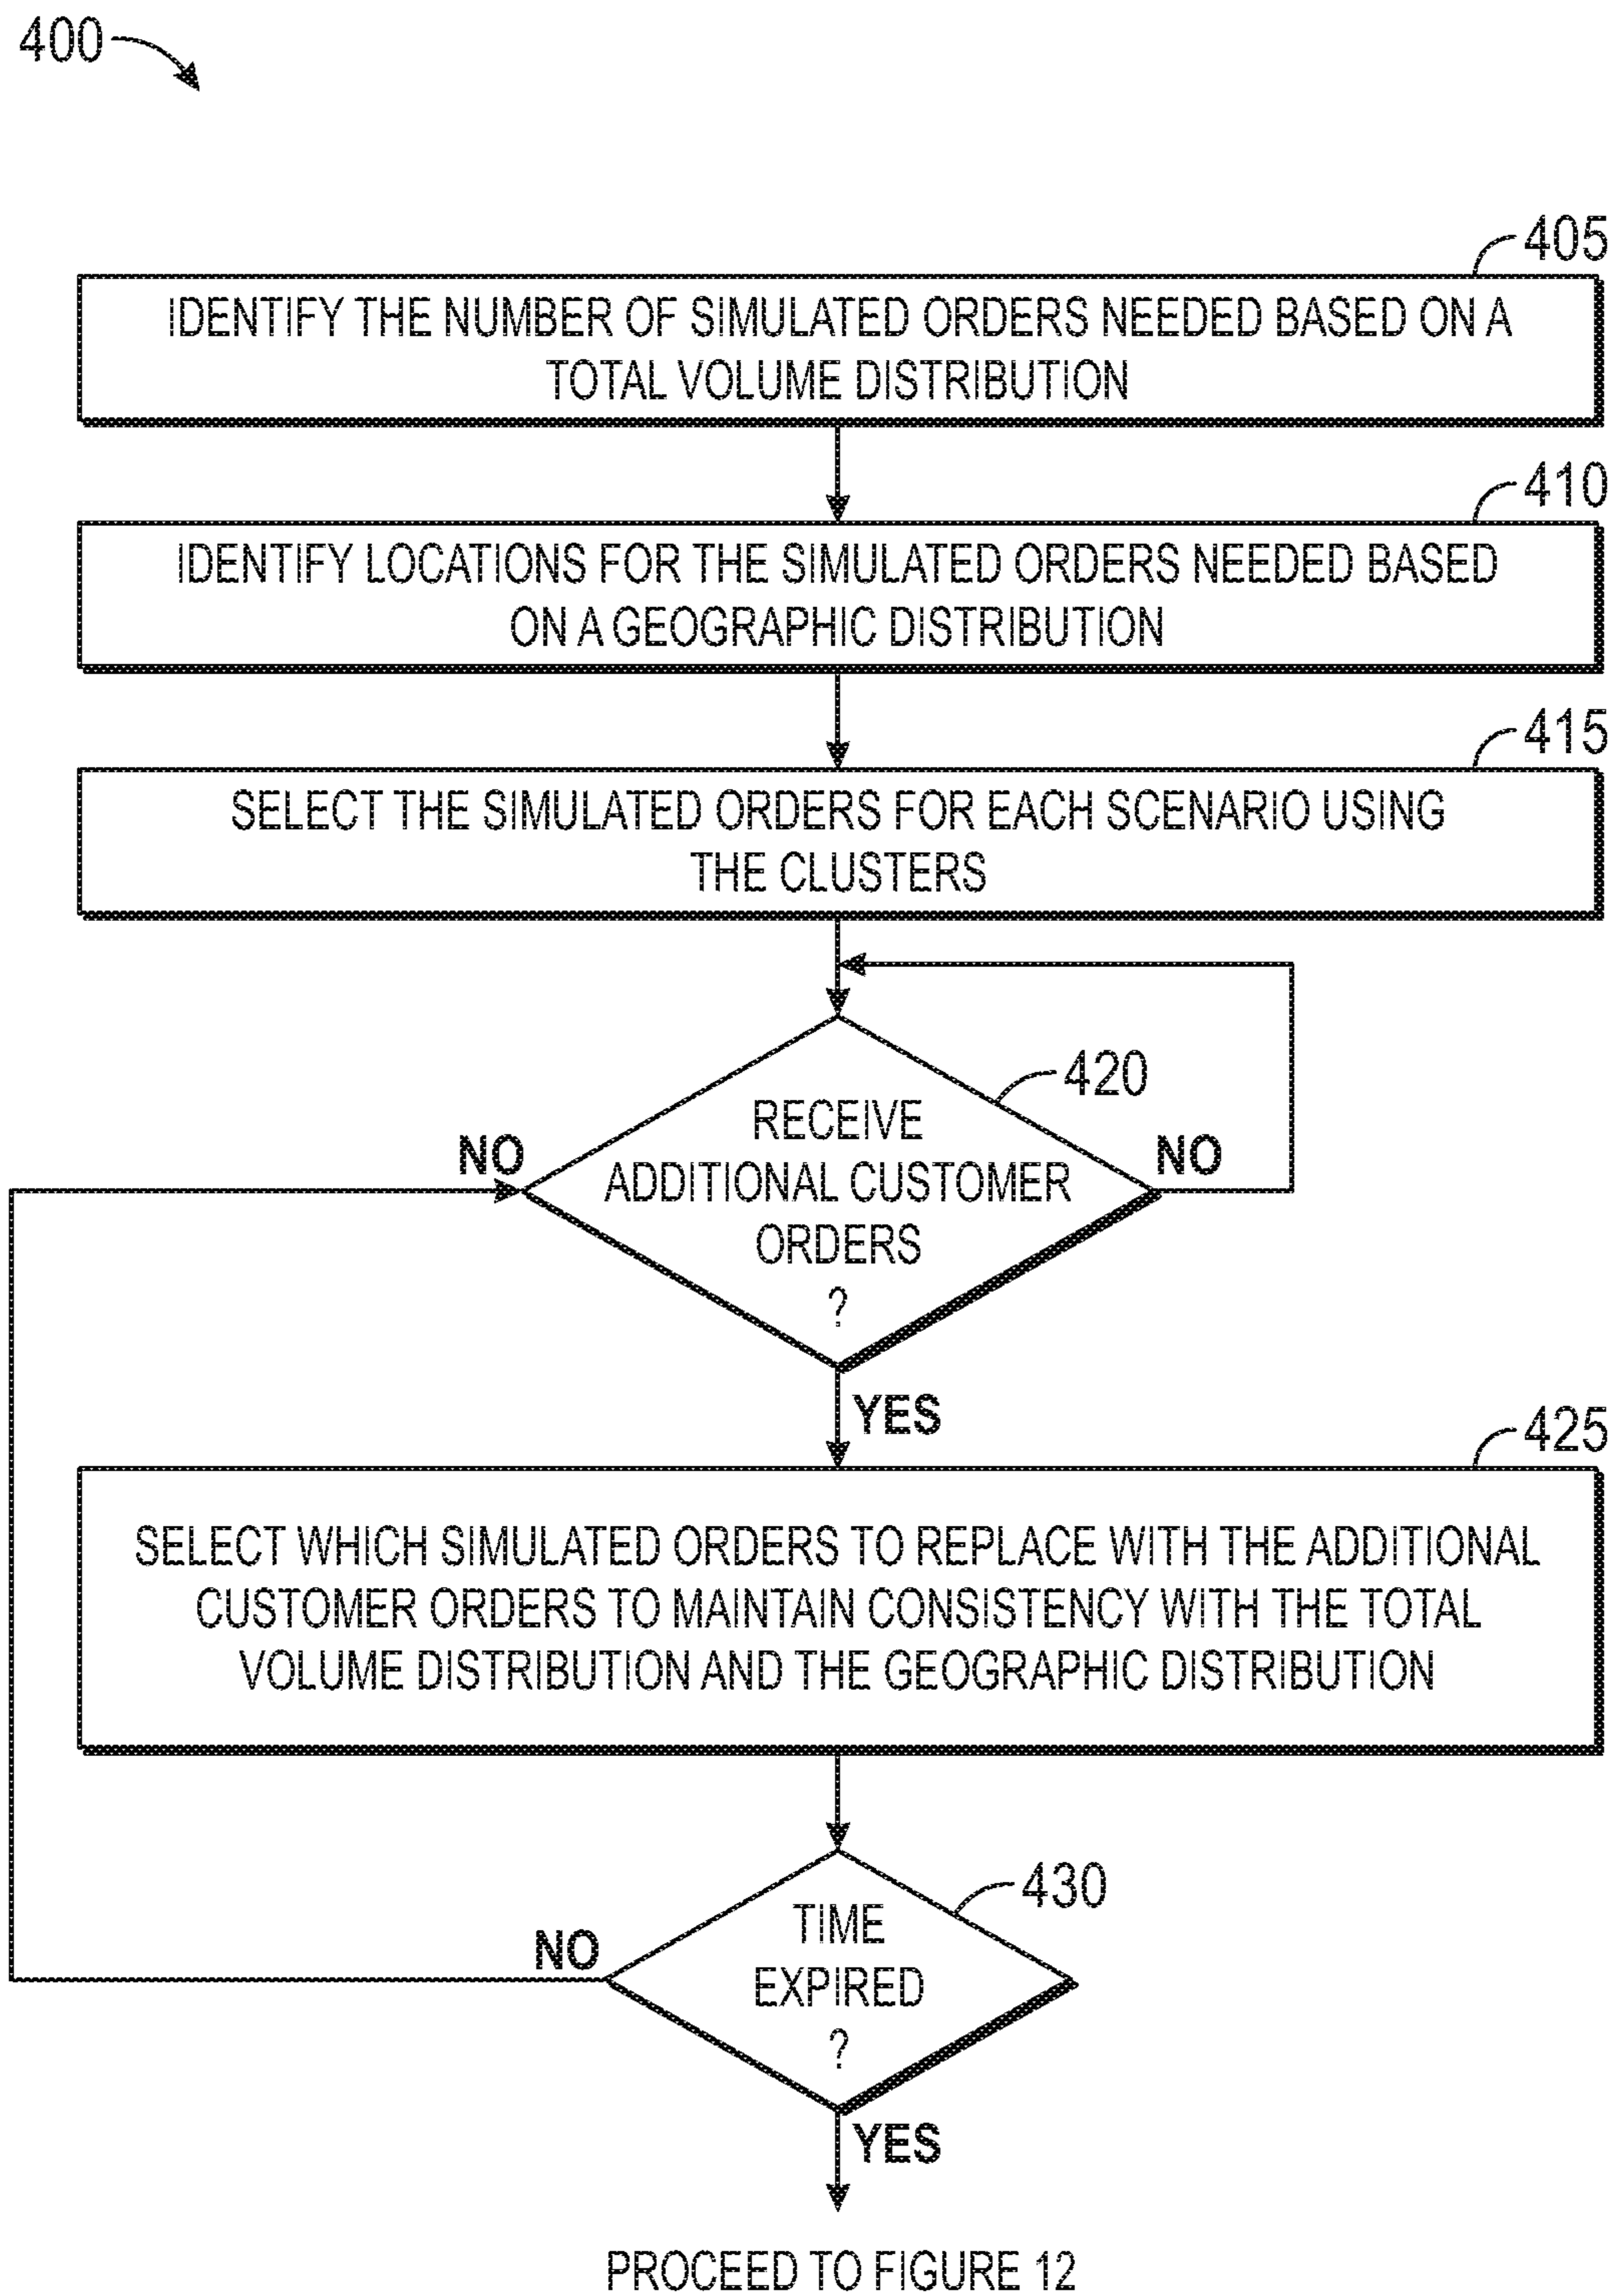 400
405
IDENTIFY THE NUMBER OF SIMULATED ORDERS NEEDED BASED ON A
TOTAL VOLUME DISTRIBUTION
410
IDENTIFY LOCATIONS FOR THE SIMULATED ORDERS NEEDED BASED
ON A GEOGRAPHIC DISTRIBUTION
415
SELECT THE SIMULATED ORDERS FOR EACH SCENARIO USING
THE CLUSTERS
420
RECEIVE
ADDITIONAL CUSTOMER
ORDERS
?
NO
NO
YES
425
SELECT WHICH SIMULATED ORDERS TO REPLACE WITH THE ADDITIONAL
CUSTOMER ORDERS TO MAINTAIN CONSISTENCY WITH THE TOTAL
VOLUME DISTRIBUTION AND THE GEOGRAPHIC DISTRIBUTION
430
TIME
EXPIRED
?
NO
YES
PROCEED TO FIGURE 12